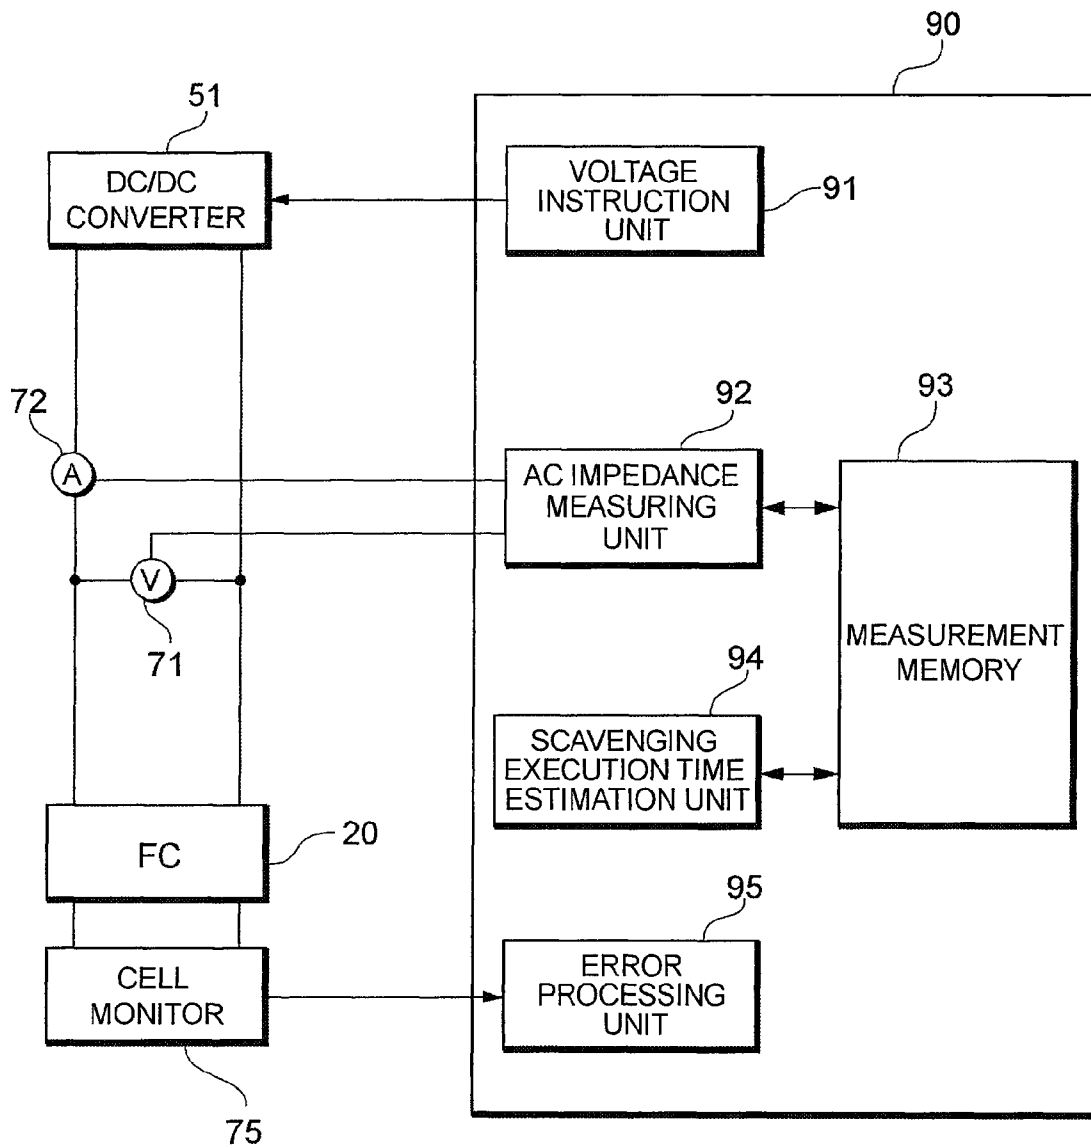 90
51
DC/DC
CONVERTER
VOLTAGE
INSTRUCTION
UNIT
91
72
A
92
93
AC IMPEDANCE
MEASURING
UNIT
V
71
MEASUREMENT
MEMORY
94
SCAVENGING
EXECUTION TIME
ESTIMATION UNIT
FC
20
95
CELL
MONITOR
ERROR
PROCESSING
UNIT
75